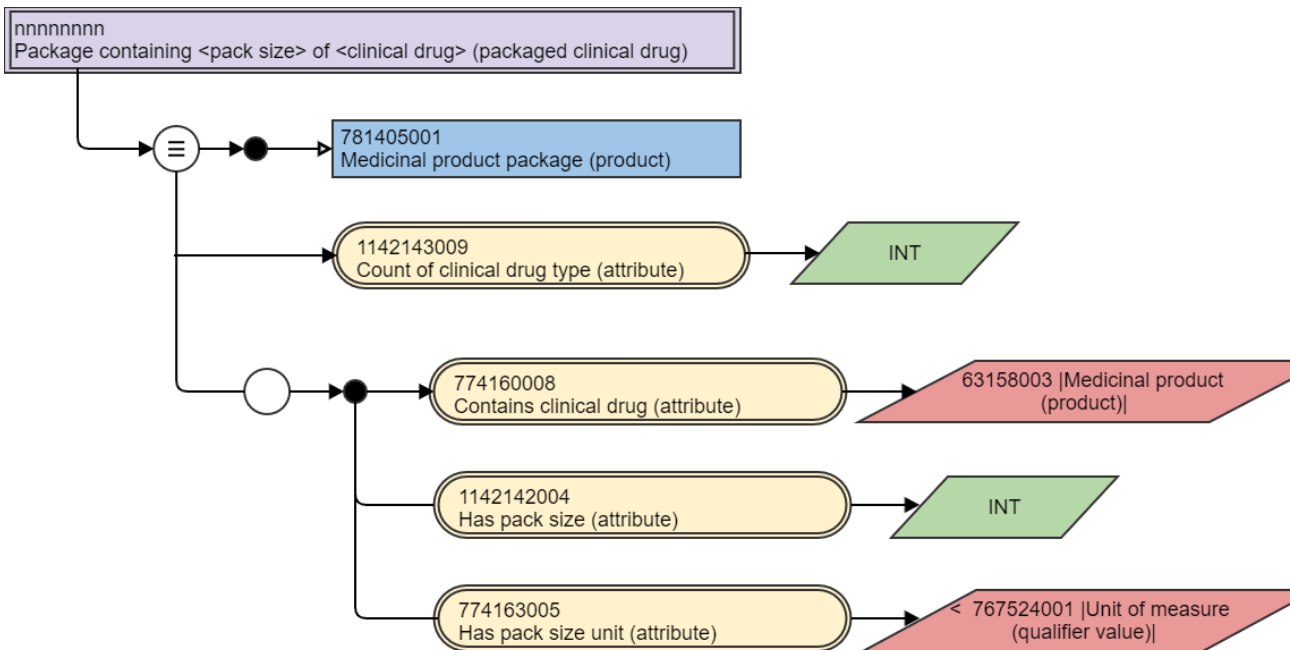 nnnnnnnn
Package containing <pack size> of <clinical drug> (packaged clinical drug)
781405001
Medicinal product package (product)
1142143009
Count of clinical drug type (attribute)
INT
774160008
Contains clinical drug (attribute)
63158003 |Medicinal product
(product)|
1142142004
Has pack size (attribute)
INT
774163005
Has pack size unit (attribute)
< 767524001 |Unit of measure
(qualifier value)|